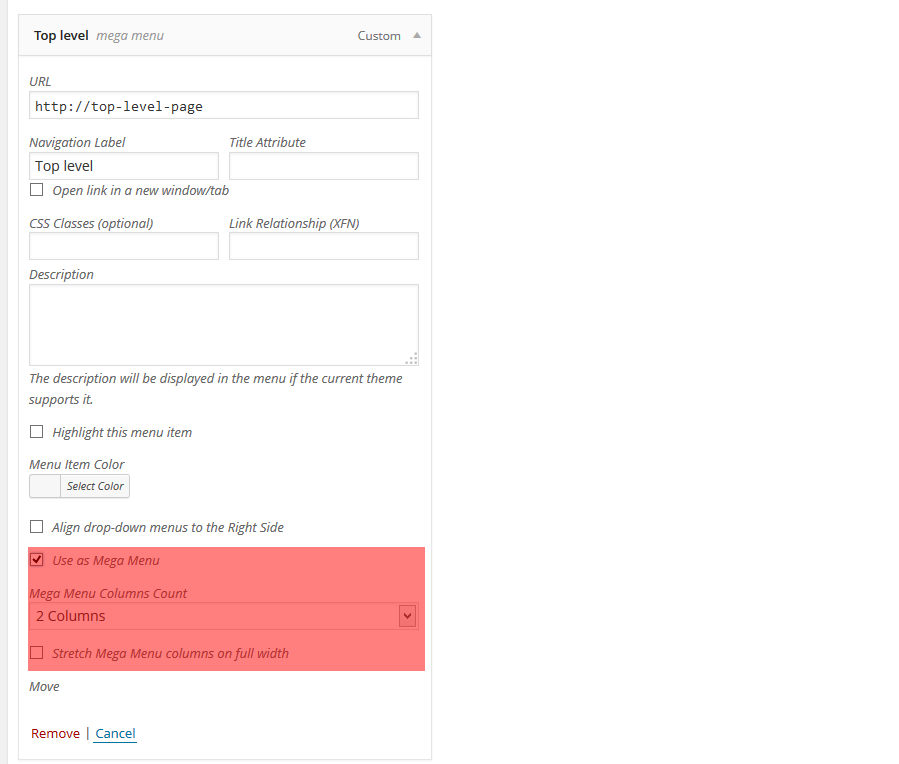 Top level mega menu Custom
URL
http://top-level-page
Navigation Label Title Attribute
Top level
Open link in a new window/tab
CSS Classes (optional) Link Relationship (XFN)
Description
The description will be displayed in the menu if the current theme
supports it.
Highlight this menu item
Menu Item Color
Select Color
Align drop-down menus to the Right Side
Use as Mega Menu
Mega Menu Columns Count
2 Columns
Stretch Mega Menu columns on full width
Move
Remove | Cancel